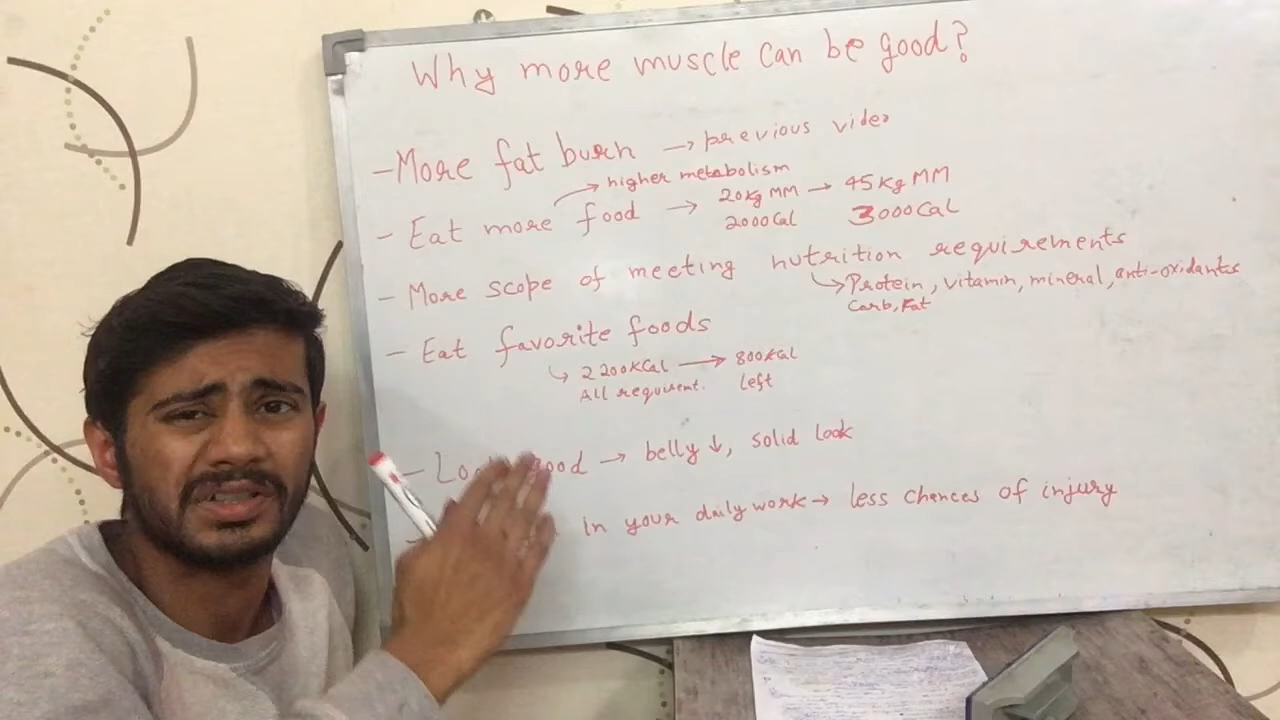 Why more muscle can be good?
- More fat burn → previous video
→ higher metabolism
- Eat more food → 20Kg MM → 45Kg MM
2000Cal 3000Cal
- More scope of meeting nutrition requirements
→ Protein, vitamin, mineral, anti-oxidants
Carb, Fat
- Eat favorite foods
→ 2200KCal → 800KCal
All requirent. left
- good → belly ↓, solid look
- in your daily work → less chances of injury